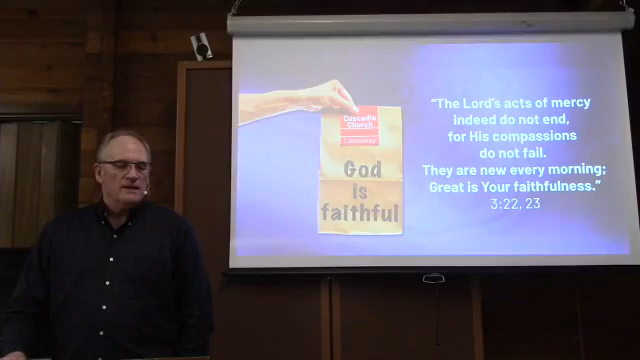 Cascadia
Church
Takeaway
God
is
faithful
“The Lord's acts of mercy
indeed do not end,
for His compassions
do not fail.
They are new every morning;
Great is Your faithfulness.”
3:22, 23